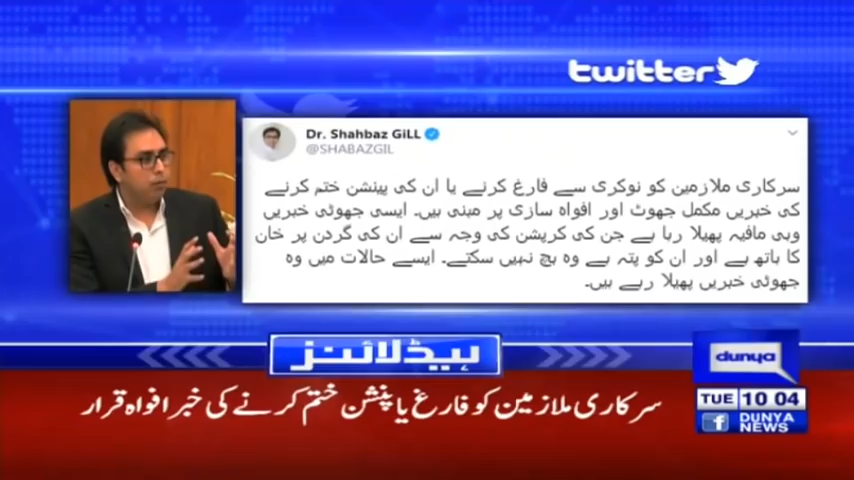 twitter
Dr. Shahbaz GiLL
@SHABAZGIL
سرکاری ملازمین کو نوکری سے فارغ کرنے یا ان کی پینشن ختم کرنے
کی خبریں مکمل جھوٹ اور افواہ سازی پر مبنی ہیں۔ ایسی جھوٹی خبریں
وہی مافیہ پھیلا رہا ہے جن کی کرپشن کی وجہ سے ان کی گردن پر خان
کا ہاتھ ہے اور ان کو پتہ ہے وہ بچ نہیں سکتے۔ ایسے حالات میں وہ
جھوٹی خبریں پھیلا رہے ہیں۔
ہیڈلائنز
dunya
سرکاری ملازمین کو فارغ یا پنشن ختم کرنے کی خبر افواہ قرار
TUE 10 04
f DUNYA
NEWS